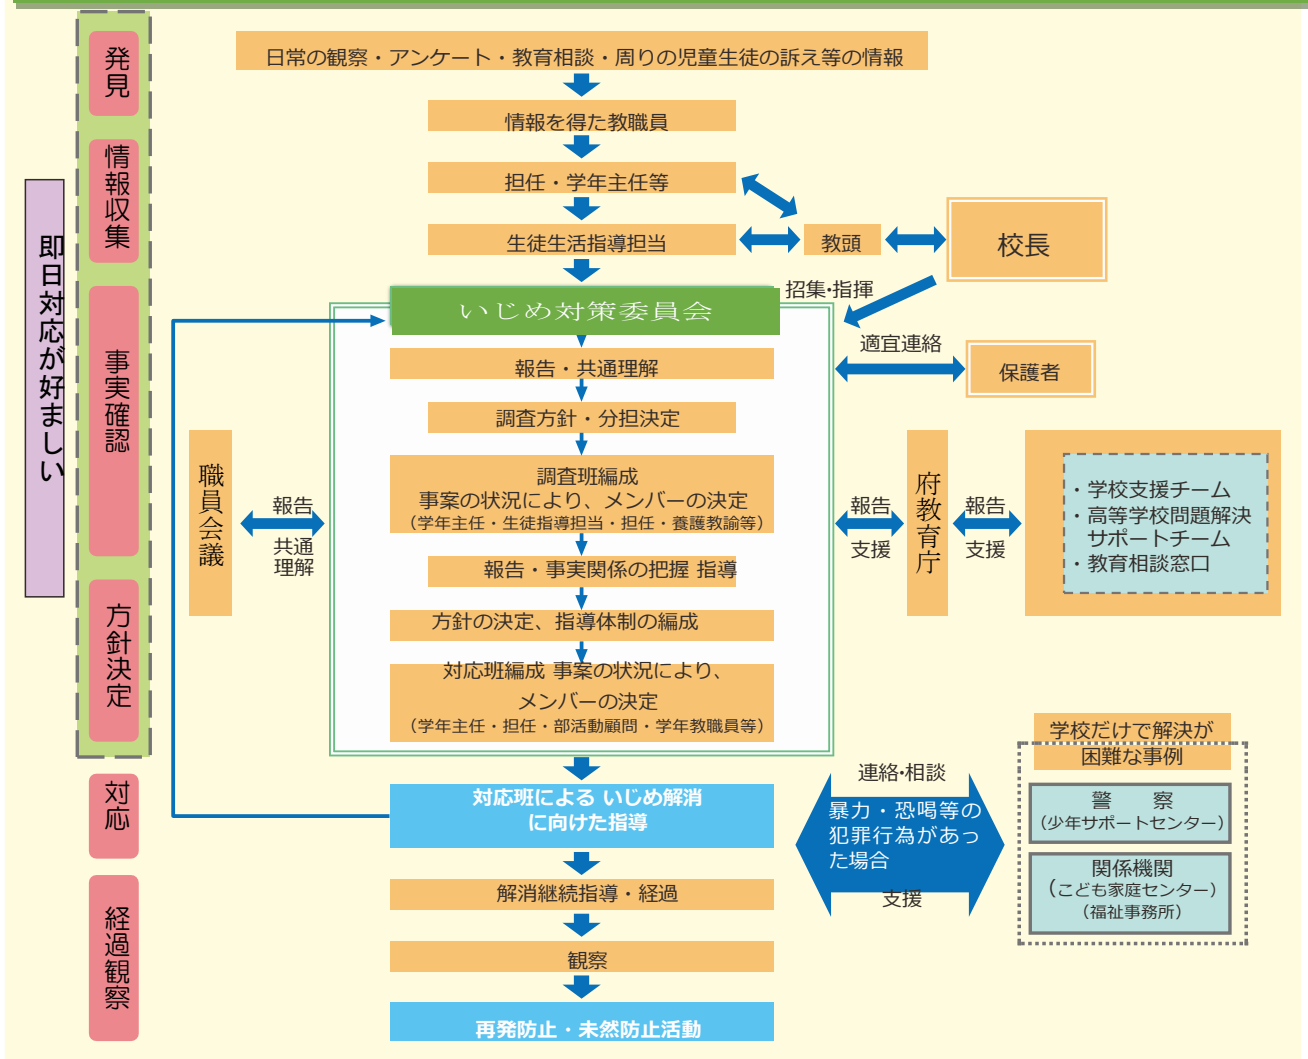 発見
情報収集
事実確認
方針決定
対応
経過観察
即日対応が好ましい
日常の観察・アンケート・教育相談・周りの児童生徒の訴え等の情報
情報を得た教職員
担任・学年主任等
生徒生活指導担当
教頭
校長
招集・指揮
いじめ対策委員会
適宜連絡
保護者
報告・共通理解
調査方針・分担決定
調査班編成
事案の状況により、メンバーの決定
（学年主任・生徒指導担当・担任・養護教諭等）
報告・事実関係の把握 指導
方針の決定、指導体制の編成
対応班編成 事案の状況により、
メンバーの決定
（学年主任・担任・部活動顧問・学年教職員等）
職員会議
報告
共通
理解
報告
支援
府教育庁
報告
支援
・学校支援チーム
・高等学校問題解決
サポートチーム
・教育相談窓口
対応班による いじめ解消
に向けた指導
解消継続指導・経過
観察
再発防止・未然防止活動
連絡・相談
暴力・恐喝等の
犯罪行為があっ
た場合
支援
学校だけで解決が
困難な事例
警　察
（少年サポートセンター）
関係機関
（こども家庭センター）
（福祉事務所）